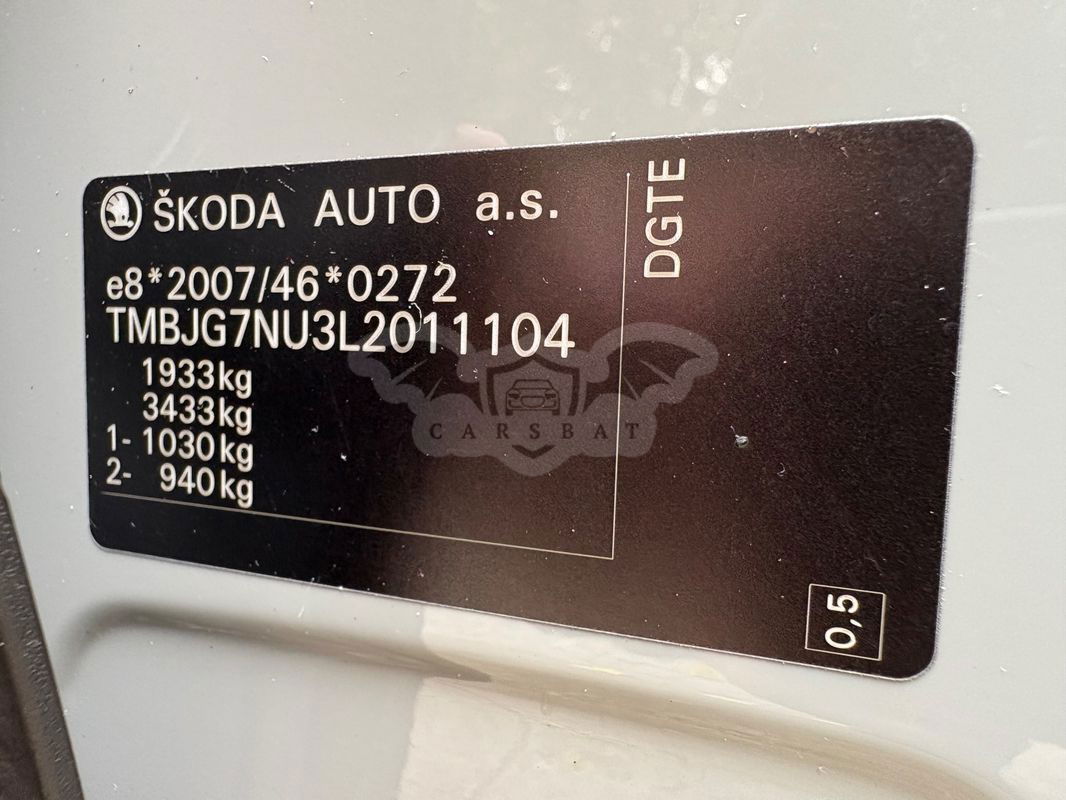 ŠKODA AUTO a.s.
e8*2007/46*0272
TMBJG7NU3L2011104
1933kg
3433kg
1- 1030kg
2- 940kg
DGTE
0,5
CARSBAT